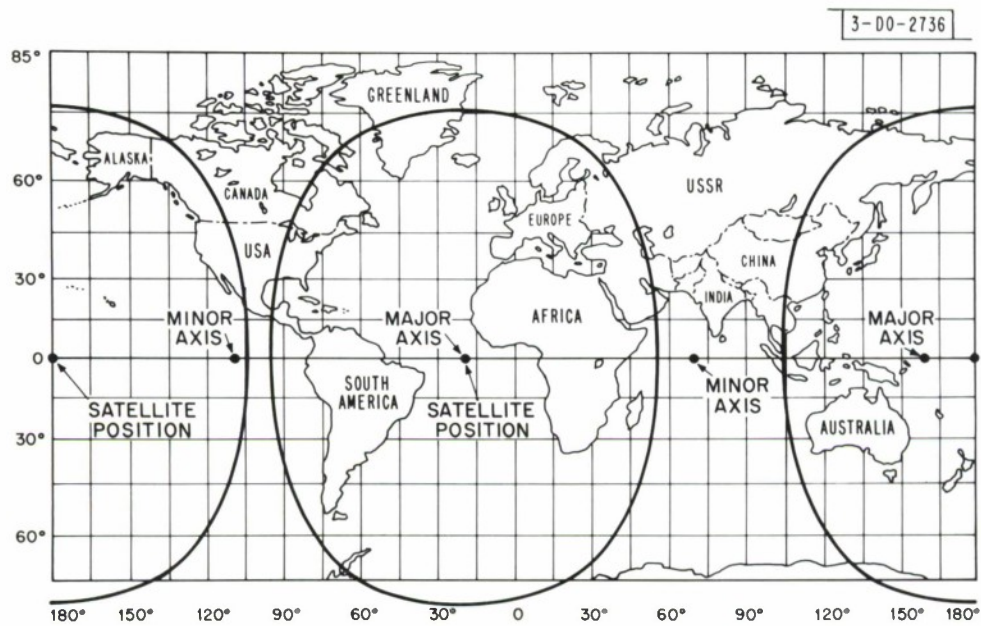 3-DO-2736
85°
GREENLAND
ALASKA
CANADA
60°
USSR
EUROPE
USA
CHINA
30°
INDIA
MINOR
AXIS
MAJOR
AXIS
AFRICA
MAJOR
AXIS
0
SATELLITE
POSITION
SOUTH
AMERICA
SATELLITE
POSITION
MINOR
AXIS
AUSTRALIA
30°
60°
180° 120° 90° 60° 30° 0 30° 60° 90° 120° 150° 180°